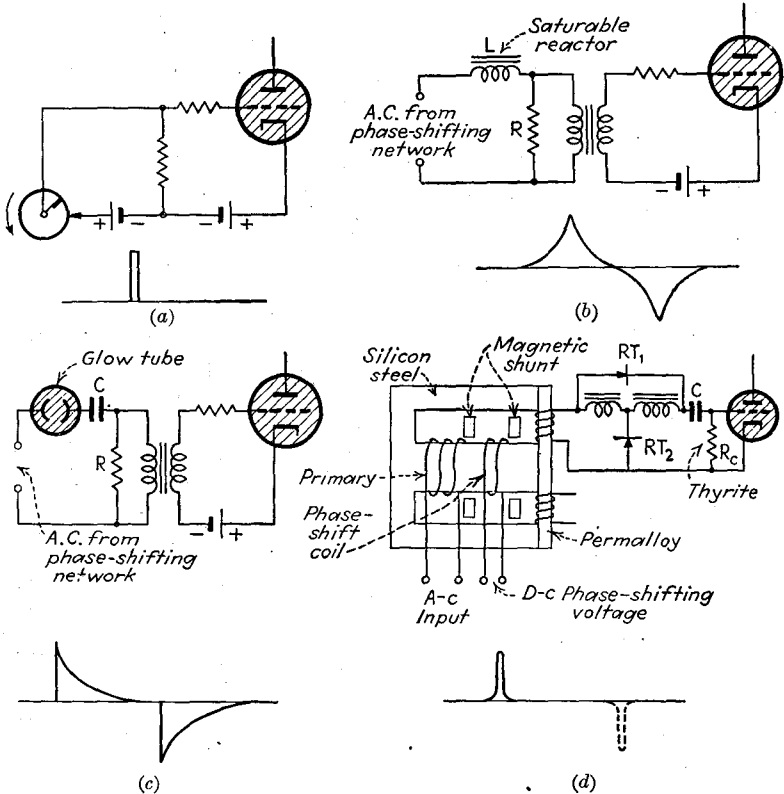 + - - +
(a)
Saturable
reactor
L
A.C. from
phase-shifting
network
R
- +
(b)
Glow tube
C
R
A.C. from
phase-shifting
network
- +
(c)
Silicon
steel
Magnetic
shunt
RT1
C
RT2
Rc
Thyrite
Primary
Phase-
shift
coil
Permalloy
A-c
Input
D-c Phase-shifting
voltage
(d)